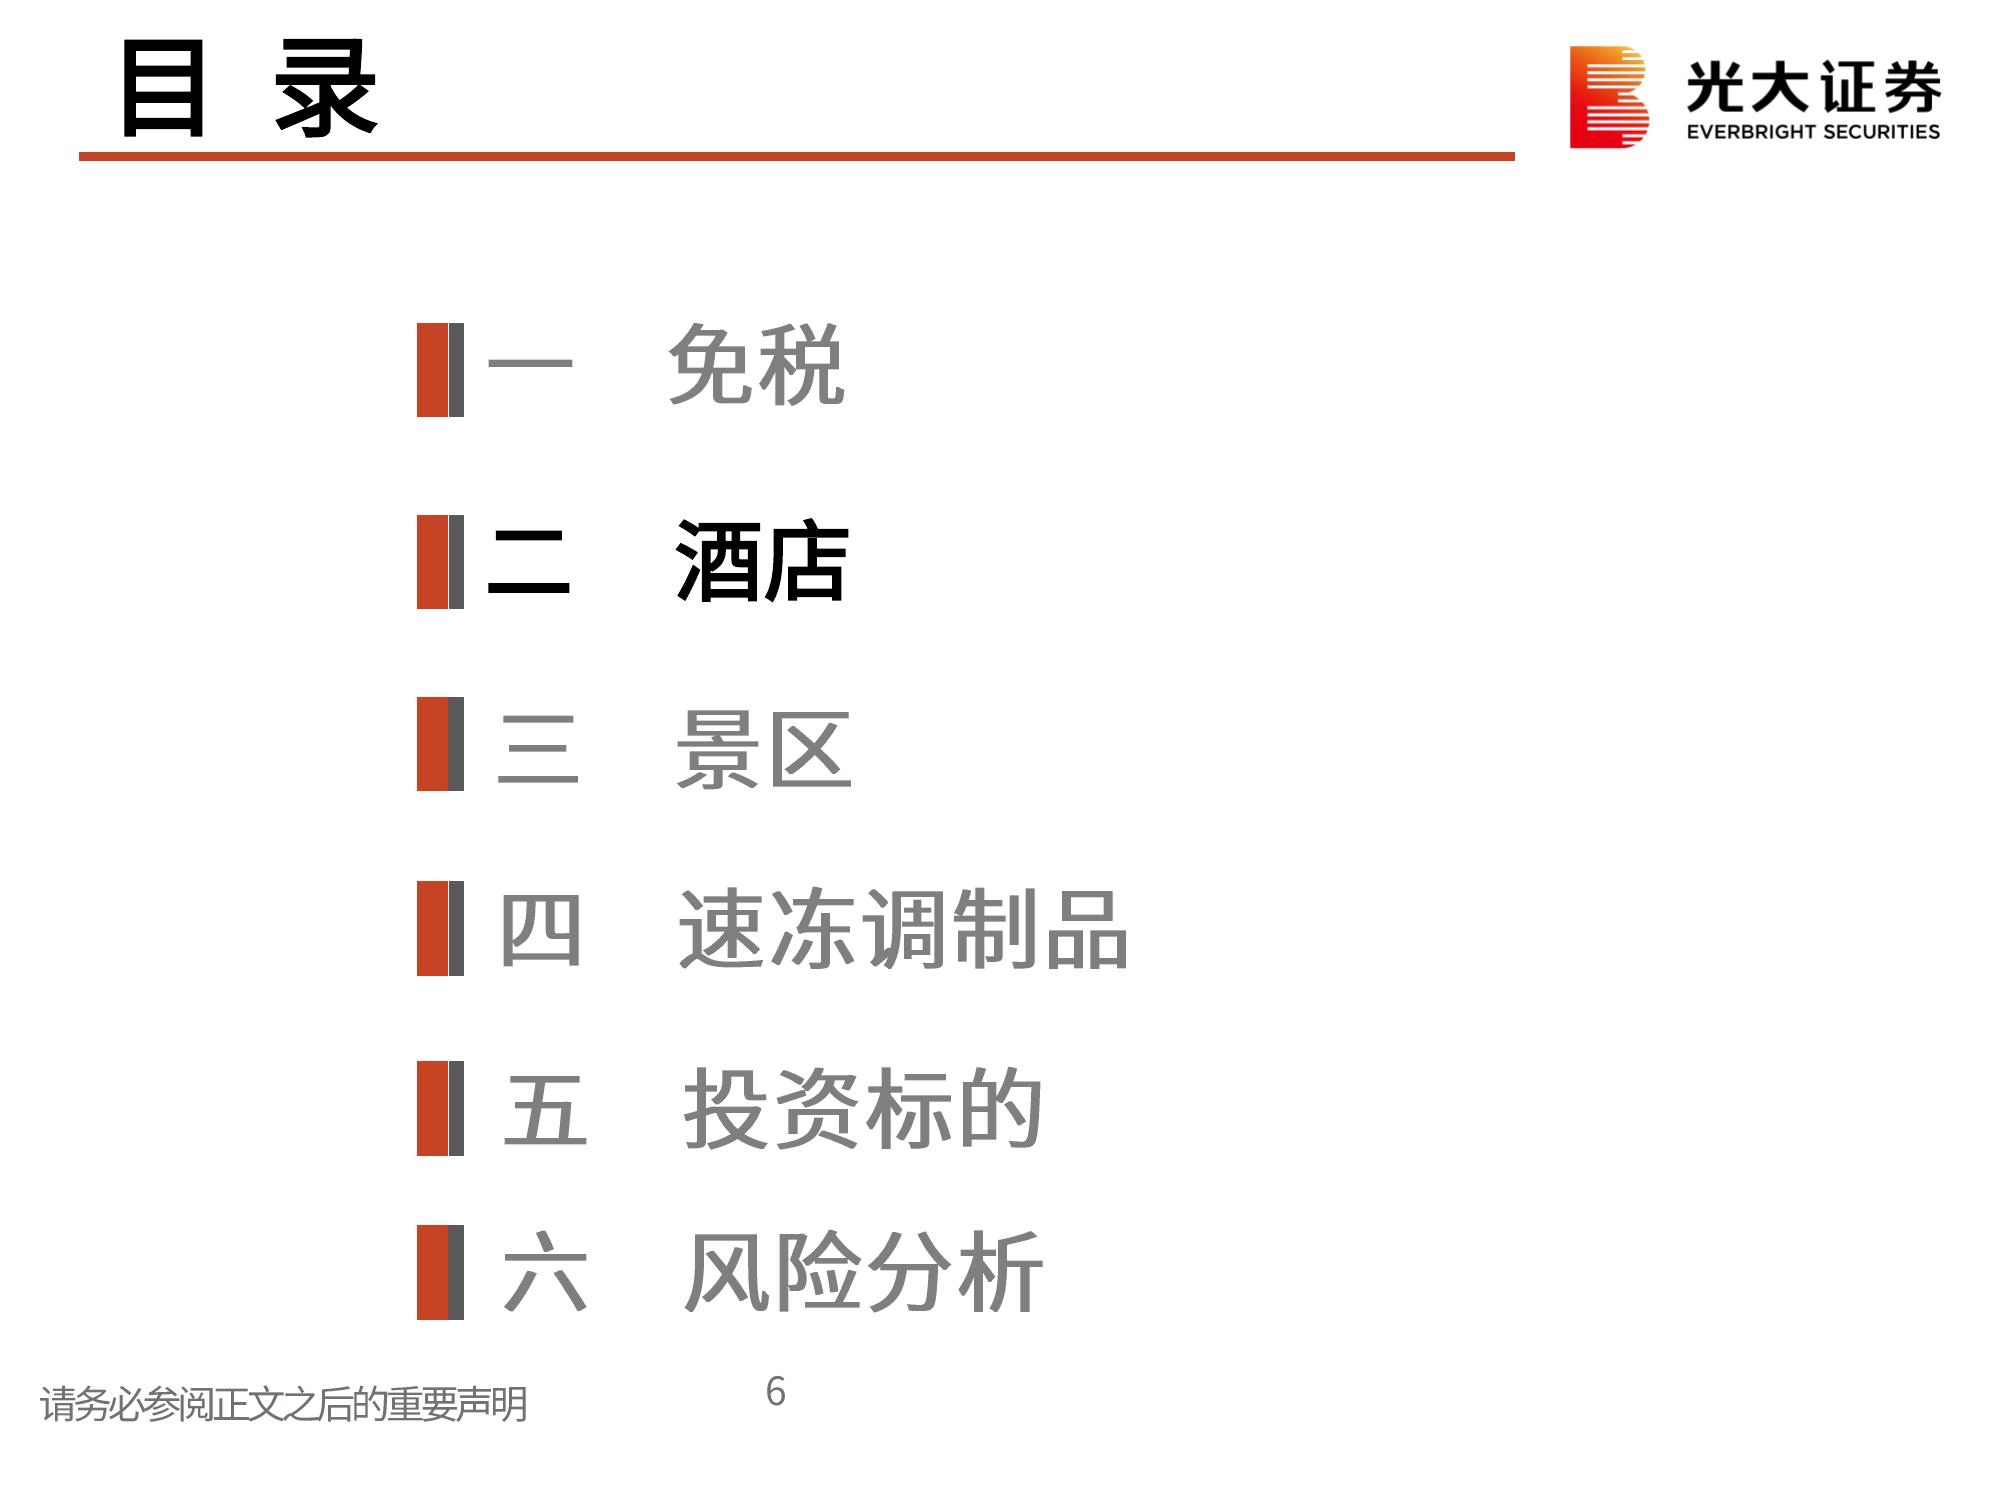 目 录
光大证券
EVERBRIGHT SECURITIES
一 免税
二 酒店
三 景区
四 速冻调制品
五 投资标的
六 风险分析
请务必参阅正文之后的重要声明
6